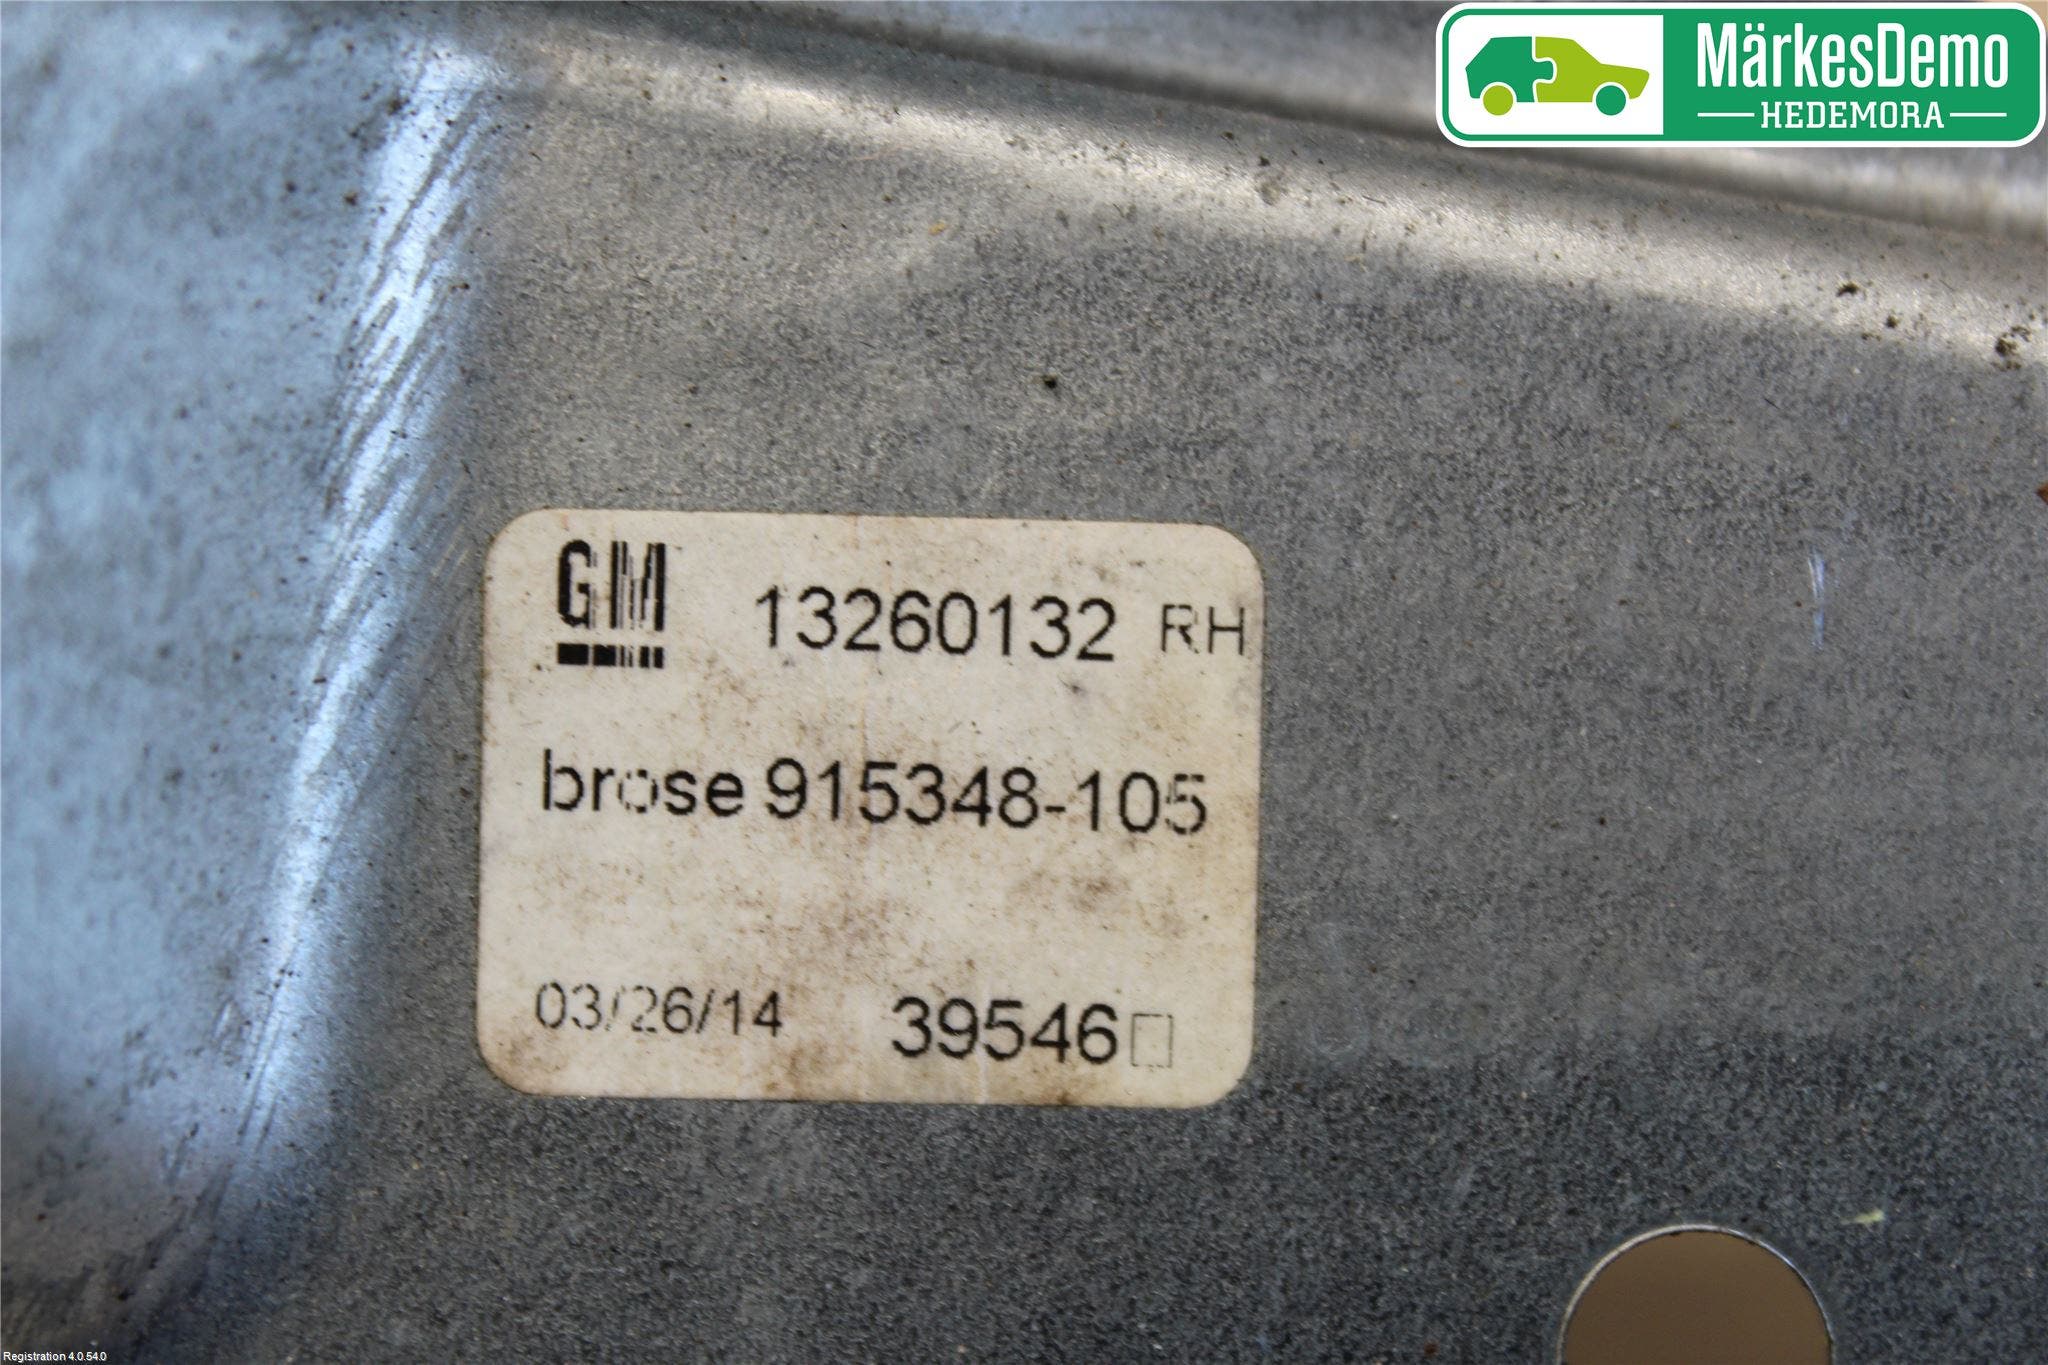 MärkesDemo
HEDEMORA
GM 13260132 RH
brose 915348-105
03/26/14 39546
Registration 4.0.54.0